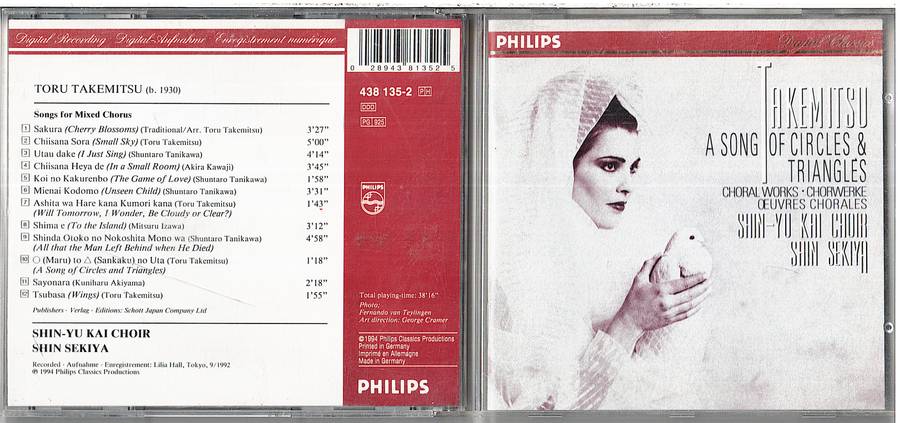 Digital Recording Digital-Aufnahme Enregistrement numérique
TORU TAKEMITSU (b. 1930)
Songs for Mixed Chorus
1 Sakura (Cherry Blossoms) (Traditional/Arr. Toru Takemitsu) 3'27"
2 Chiisana Sora (Small Sky) (Toru Takemitsu) 5'00"
3 Utau dake (I Just Sing) (Shuntaro Tanikawa) 4'14"
4 Chiisana Heya de (In a Small Room) (Akira Kawaji) 3'45"
5 Koi no Kakurenbo (The Game of Love) (Shuntaro Tanikawa) 1'58"
6 Mienai Kodomo (Unseen Child) (Shuntaro Tanikawa) 3'31"
7 Ashita wa Hare kana Kumori kana (Toru Takemitsu) 1'43"
(Will Tomorrow, I Wonder, Be Cloudy or Clear?)
8 Shima e (To the Island) (Mitsuru Izawa) 3'12"
9 Shinda Otoko no Nokoshita Mono wa (Shuntaro Tanikawa) 4'58"
(All that the Man Left Behind when He Died)
10 ○ (Maru) to △ (Sankaku) no Uta (Toru Takemitsu) 1'18"
(A Song of Circles and Triangles)
11 Sayonara (Kuniharu Akiyama) 2'18"
12 Tsubasa (Wings) (Toru Takemitsu) 1'55"
Publishers · Verlag · Editions: Schott Japan Company Ltd
SHIN-YU KAI CHOIR
SHIN SEKIYA
Recorded · Aufnahme · Enregistrement: Lilia Hall, Tokyo, 9/1992
℗ 1994 Philips Classics Productions
0 28943 81352 5
438 135-2 PH
DDD
PG 925
PHILIPS
Total playing-time: 38'16"
Photo:
Fernando van Teylingen
Art direction: George Cramer
©1994 Philips Classics Productions
Printed in Germany
Imprimé en Allemagne
Made in Germany
PHILIPS
PHILIPS
Digital Classics
TAKEMITSU
A SONG OF CIRCLES &
TRIANGLES
CHORAL WORKS · CHORWERKE
ŒUVRES CHORALES
SHIN-YU KAI CHOIR
SHIN SEKIYA